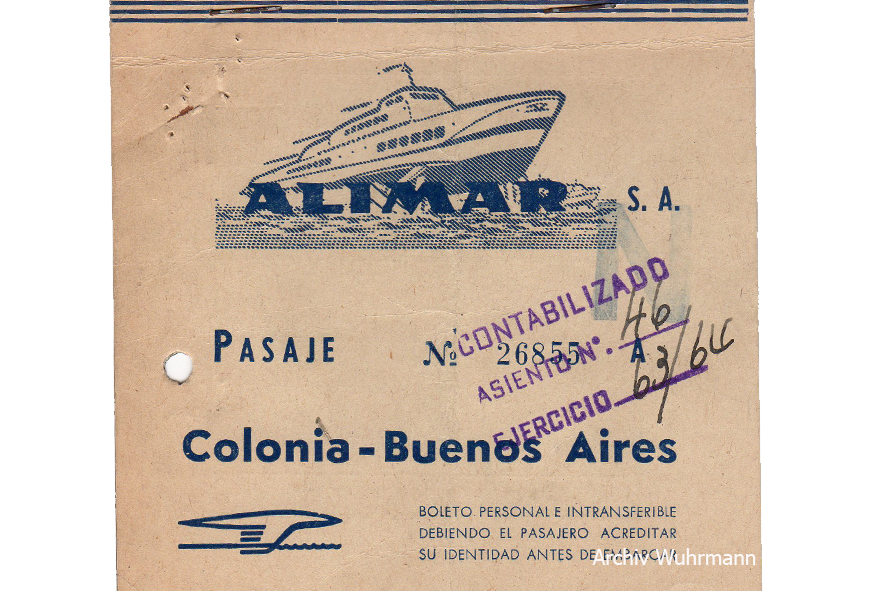 ALIMAR S. A.
PASAJE Nº 26855 A
CONTABILIZADO
ASIENTO Nº. 46
EJERCICIO 63/64
Colonia-Buenos Aires
BOLETO PERSONAL E INTRANSFERIBLE
DEBIENDO EL PASAJERO ACREDITAR
SU IDENTIDAD ANTES DE EMBARCAR
Archiv Wuhrmann